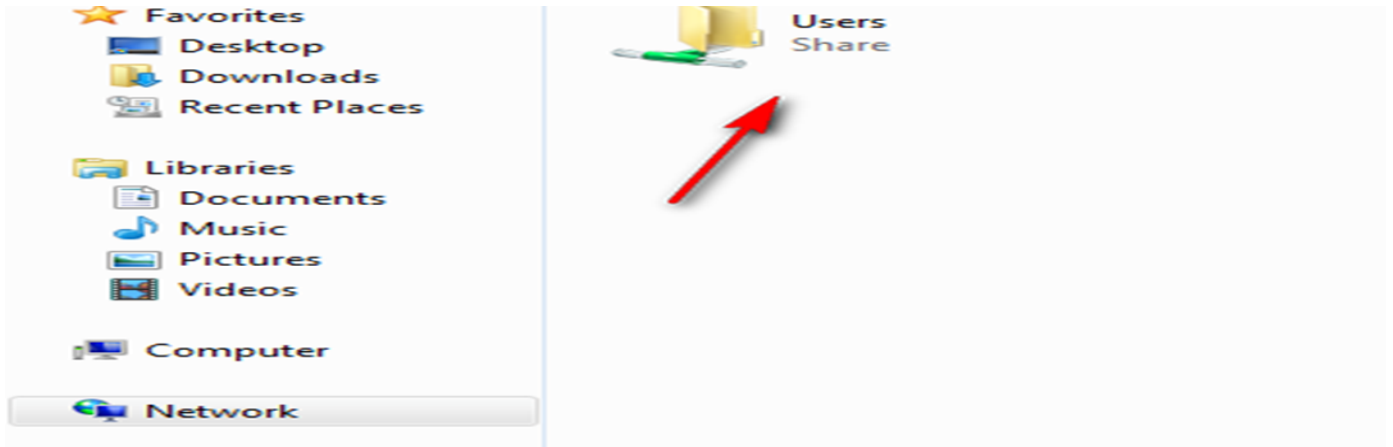 Favorites
Desktop
Downloads
Recent Places
Libraries
Documents
Music
Pictures
Videos
Computer
Network
Users
Share